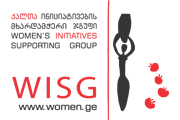 ქალთა ინიციატივების
მხარდამჭერი ჯგუფი
WOMEN'S INITIATIVES
SUPPORTING GROUP
WISG
www.women.ge